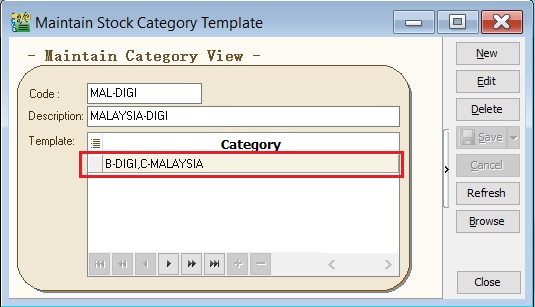 Maintain Stock Category Template
- Maintain Category View -
Code :
MAL-DIGI
Description:
MALAYSIA-DIGI
Template:
Category
B-DIGI,C-MALAYSIA
New
Edit
Delete
Save
Cancel
Refresh
Browse
Close